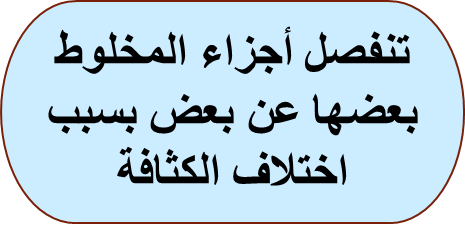 تنفصل أجزاء المخلوط
بعضها عن بعض بسبب
اختلاف الكثافة